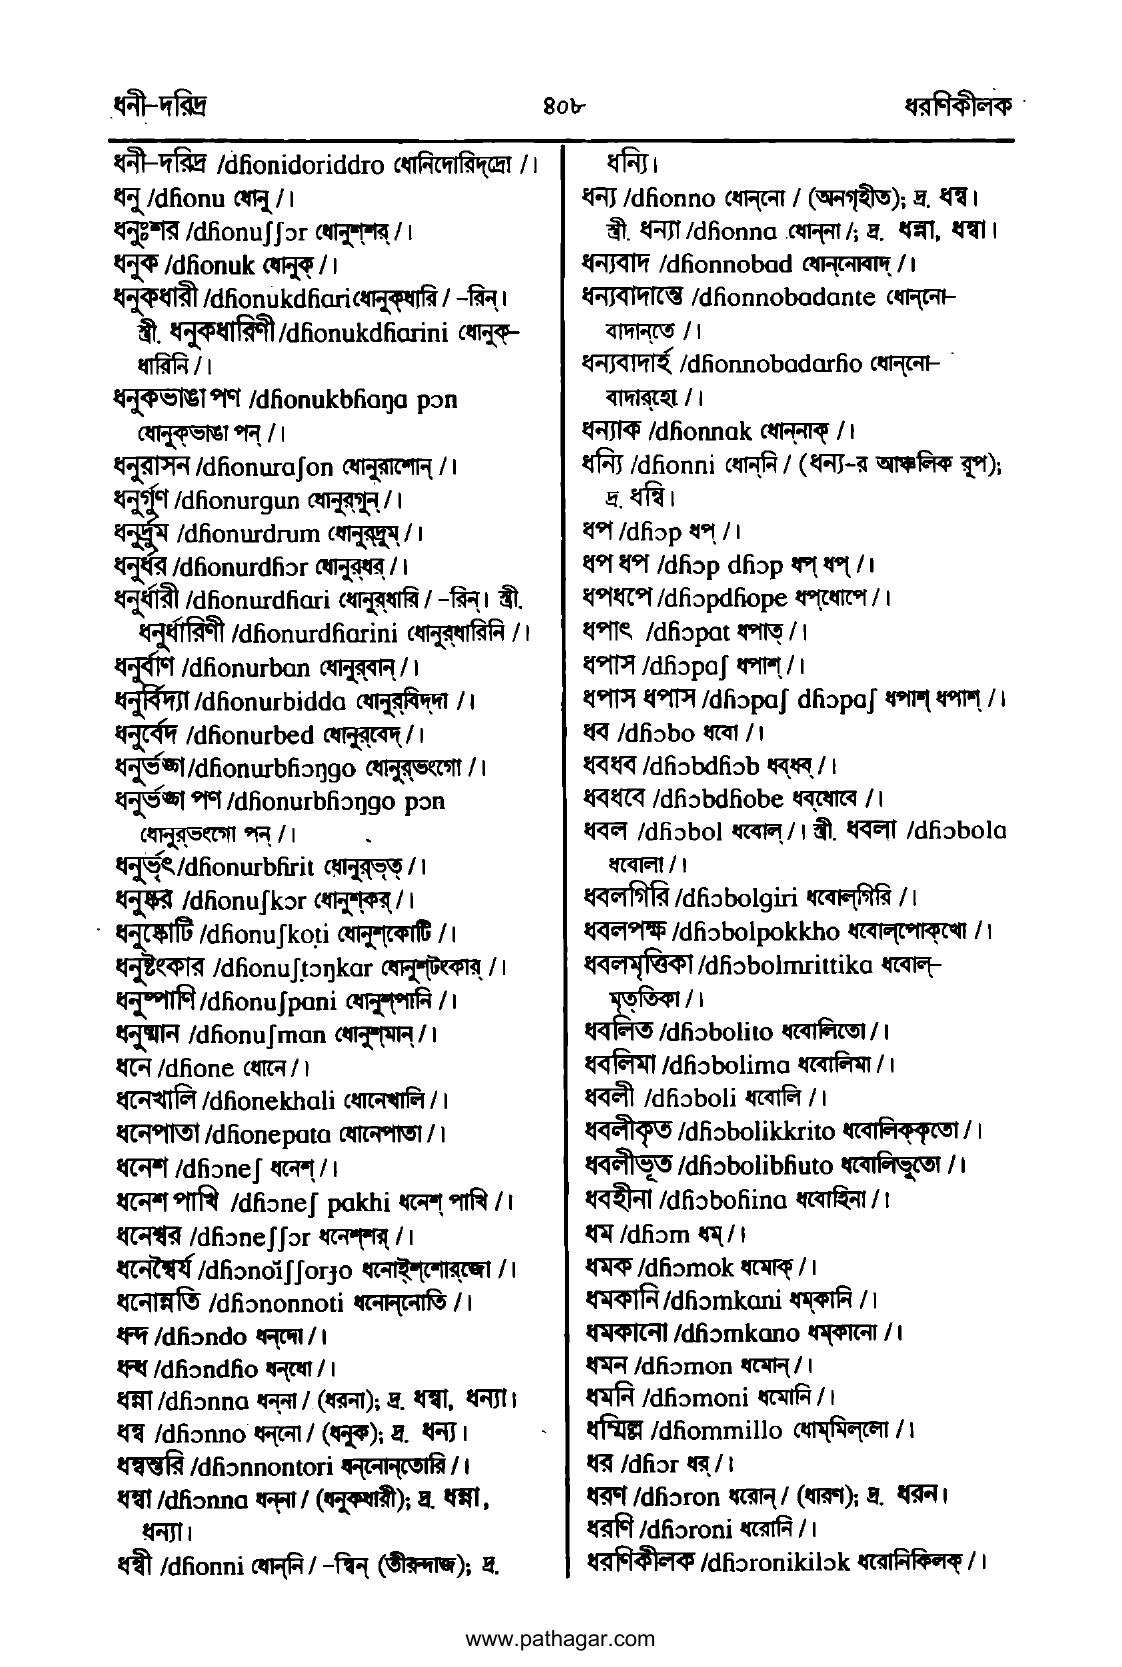 ধনী–দরিদ্র ৪০৮ ধরণিকীলক
ধনী–দরিদ্র /dɦonidoriddro ধোনিদোরিদ্‌দ্রো /।
ধনু /dɦonu ধোনু /।
ধনুঃশর /dɦonuʃʃɔr ধোনুশ্‌শর্ /।
ধনুক /dɦonuk ধোনুক্ /।
ধনুকধারী /dɦonukdɦari ধোনুক্‌ধারি / –রিন্।
স্ত্রী. ধনুকধারিণী /dɦonukdɦarini ধোনুক্–
ধারিনি /।
ধনুকভাঙা পণ /dɦonukbɦaŋa pɔn
ধোনুক্‌ভাঙা পন্ /।
ধনুরাসন /dɦonuraʃon ধোনুরাশোন্ /।
ধনুর্গুণ /dɦonurgun ধোনুর্‌গুন্ /।
ধনুর্দ্রুম /dɦonurdrum ধোনুর্‌দ্রুম্ /।
ধনুর্ধর /dɦonurdɦɔr ধোনুর্‌ধর্ /।
ধনুর্ধারী /dɦonurdɦari ধোনুর্‌ধারি / –রিন্। স্ত্রী.
ধনুর্ধারিণী /dɦonurdɦarini ধোনুর্‌ধারিনি /।
ধনুর্বাণ /dɦonurban ধোনুর্‌বান্ /।
ধনুর্বিদ্যা /dɦonurbidda ধোনুর্‌বিদ্‌দা /।
ধনুর্বেদ /dɦonurbed ধোনুর্‌বেদ্ /।
ধনুর্ভঙ্গ /dɦonurbɦɔŋgo ধোনুর্‌ভংগো /।
ধনুর্ভঙ্গ পণ /dɦonurbɦɔŋgo pɔn
ধোনুর্‌ভংগো পন্ /।
ধনুর্ভৃৎ /dɦonurbɦrit ধোনুর্‌ভৃত্ /।
ধনুষ্কর /dɦonuʃkɔr ধোনুশ্‌কর্ /।
ধনুষ্কোটি /dɦonuʃkoṭi ধোনুশ্‌কোটি /।
ধনুষ্টংকার /dɦonuʃṭɔŋkar ধোনুশ্‌টংকার্ /।
ধনুষ্পাণি /dɦonuʃpani ধোনুশ্‌পানি /।
ধনুষ্মান /dɦonuʃman ধোনুশ্‌মান্ /।
ধনে /dɦone ধোনে /।
ধনেখালি /dɦonekhali ধোনেখালি /।
ধনেপাতা /dɦonepata ধোনেপাতা /।
ধনেশ /dɦɔneʃ ধনেশ্ /।
ধনেশ পাখি /dɦɔneʃ pakhi ধনেশ্ পাখি /।
ধনেশ্বর /dɦɔneʃʃɔr ধনেশ্‌শর্ /।
ধনৈশ্বৈর্য /dɦɔnoĭʃʃorɟo ধনোই্‌শ্‌শোর্‌জো /।
ধনোন্নতি /dɦɔnonnoti ধনোন্‌নোতি /।
ধন্দ /dɦɔndo ধন্‌দো /।
ধন্ধ /dɦɔndɦo ধন্‌ধো /।
ধন্না /dɦɔnna ধন্‌না / (ধরনা); দ্র. ধন্বা, ধন্যা।
ধন্ব /dɦɔnno ধন্‌নো / (ধনুক); দ্র. ধন্য।
ধন্বন্তরি /dɦɔnnontori ধন্‌নোন্‌তোরি /।
ধন্বা /dɦɔnna ধন্‌না / (ধনুকধারী); দ্র. ধন্না,
ধন্যা।
ধন্বী /dɦonni ধোন্‌নি / –ন্বিন্ (তীরন্দাজ); দ্র.
ধন্যি।
ধন্য /dɦonno ধোন্‌নো / (অনগৃহীত); দ্র. ধন্ব।
স্ত্রী. ধন্যা /dɦonna ধোন্‌না /; দ্র. ধন্না, ধন্বা।
ধন্যবাদ /dɦonnobad ধোন্‌নোবাদ্ /।
ধন্যবাদান্তে /dɦonnobadante ধোন্‌নো–
বাদান্‌তে /।
ধন্যবাদার্হ /dɦonnobadarɦo ধোন্‌নো–
বাদার্‌হো /।
ধন্যাক /dɦonnak ধোন্‌নাক্ /।
ধন্যি /dɦonni ধোন্‌নি / (ধন্য–র আঞ্চলিক রূপ);
দ্র. ধন্বি।
ধপ /dɦɔp ধপ্ /।
ধপ ধপ /dɦɔp dɦɔp ধপ্ ধপ্ /।
ধপধপে /dɦɔpdɦope ধপ্‌ধোপে /।
ধপাৎ /dɦɔpat ধপাত্ /।
ধপাস /dɦɔpaʃ ধপাশ্ /।
ধপাস ধপাস /dɦɔpaʃ dɦɔpaʃ ধপাশ্ ধপাশ্ /।
ধব /dɦɔbo ধবো /।
ধবধব /dɦɔbdɦɔb ধব্‌ধব্ /।
ধবধবে /dɦɔbdɦobe ধব্‌ধোবে /।
ধবল /dɦɔbol ধবোল্ /। স্ত্রী. ধবলা /dɦɔbola
ধবোলা /।
ধবলগিরি /dɦɔbolgiri ধবোল্‌গিরি /।
ধবলপক্ষ /dɦɔbolpokkho ধবোল্‌পোক্‌খো /।
ধবলমৃত্তিকা /dɦɔbolmrittika ধবোল্–
মৃত্‌তিকা /।
ধবলিত /dɦɔbolito ধবোলিতো /।
ধবলিমা /dɦɔbolima ধবোলিমা /।
ধবলী /dɦɔboli ধবোলি /।
ধবলীকৃত /dɦɔbolikkrito ধবোলিক্‌কৃতো /।
ধবলীভূত /dɦɔbolibɦuto ধবোলিভুতো /।
ধবহীনা /dɦɔboɦina ধবোহিনা /।
ধম /dɦɔm ধম্ /।
ধমক /dɦɔmok ধমোক্ /।
ধমকানি /dɦɔmkani ধম্‌কানি /।
ধমকানো /dɦɔmkano ধম্‌কানো /।
ধমন /dɦɔmon ধমোন্ /।
ধমনি /dɦɔmoni ধমোনি /।
ধম্মিল্ল /dɦommillo ধোম্‌মিল্‌লো /।
ধর /dɦɔr ধর্ /।
ধরণ /dɦɔron ধরোন্ / (ধারণ); দ্র. ধরন।
ধরণি /dɦɔroni ধরোনি /।
ধরণিকীলক /dɦɔronikilɔk ধরোনিকিলক্ /।
www.pathagar.com